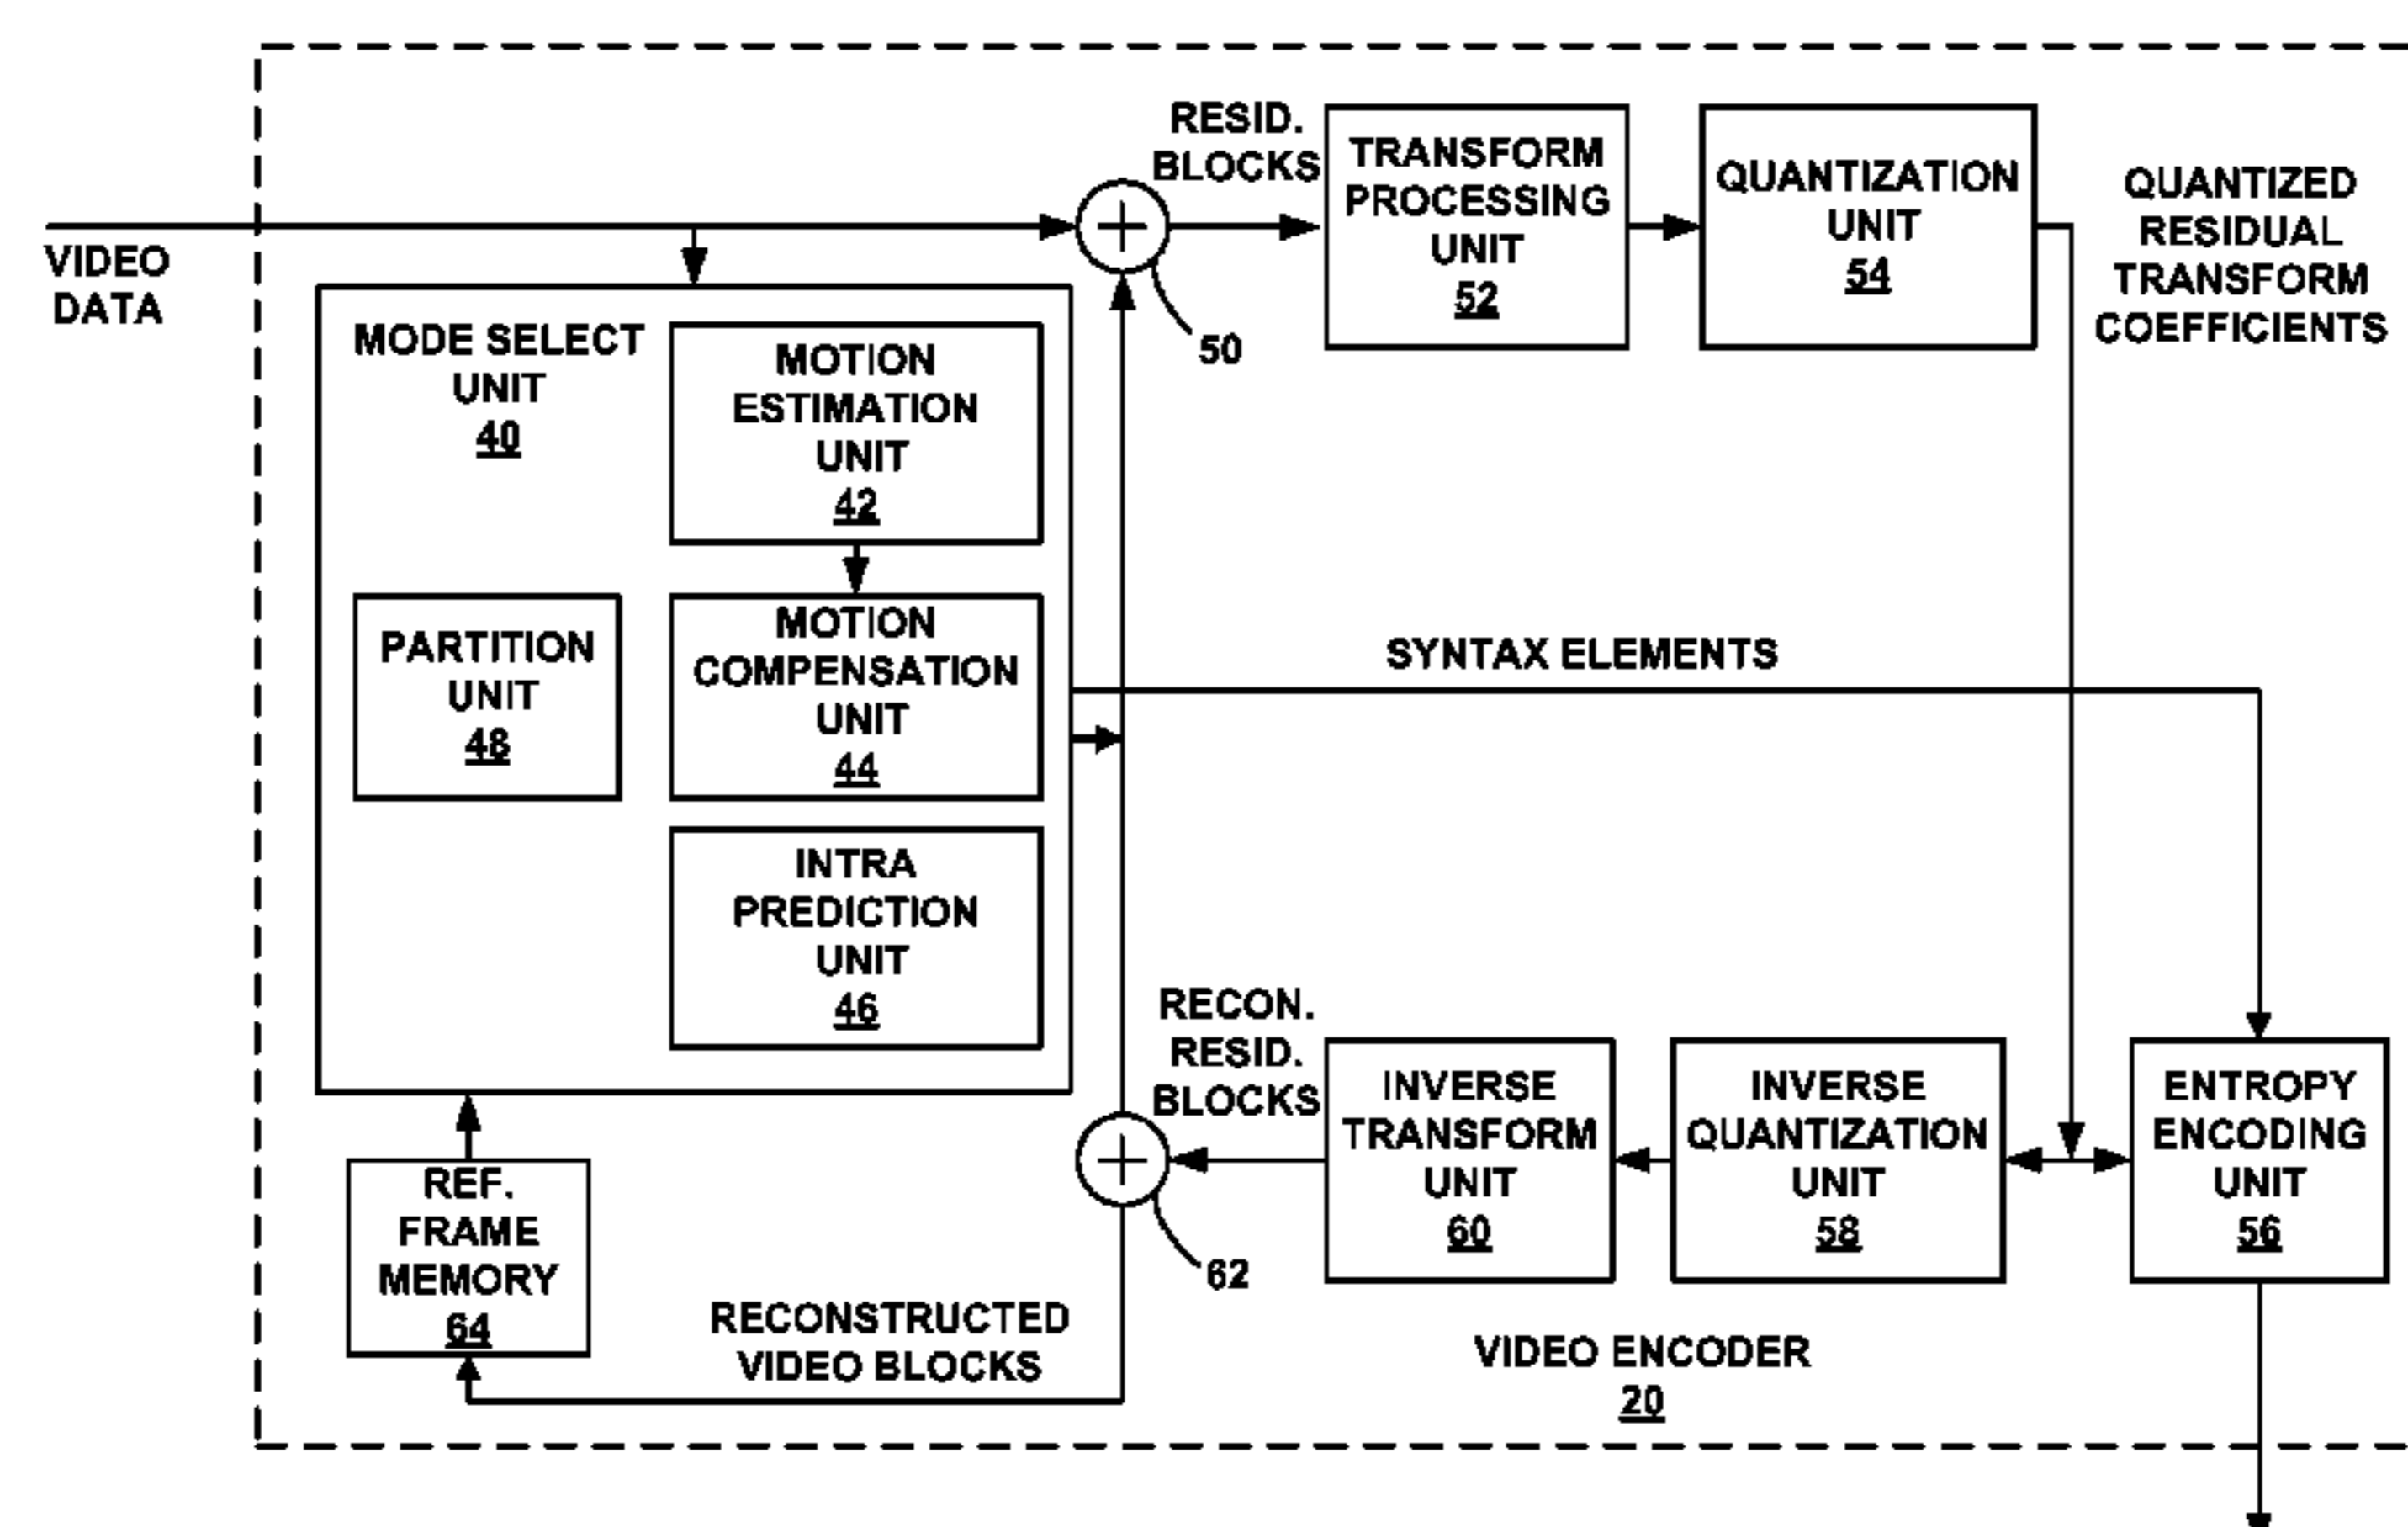 VIDEO
DATA
RESID.
BLOCKS
TRANSFORM
PROCESSING
UNIT
52
QUANTIZATION
UNIT
54
QUANTIZED
RESIDUAL
TRANSFORM
COEFFICIENTS
50
MODE SELECT
UNIT
40
MOTION
ESTIMATION
UNIT
42
PARTITION
UNIT
48
MOTION
COMPENSATION
UNIT
44
SYNTAX ELEMENTS
INTRA
PREDICTION
UNIT
46
RECON.
RESID.
BLOCKS
INVERSE
TRANSFORM
UNIT
60
INVERSE
QUANTIZATION
UNIT
58
ENTROPY
ENCODING
UNIT
56
REF.
FRAME
MEMORY
64
62
RECONSTRUCTED
VIDEO BLOCKS
VIDEO ENCODER
20